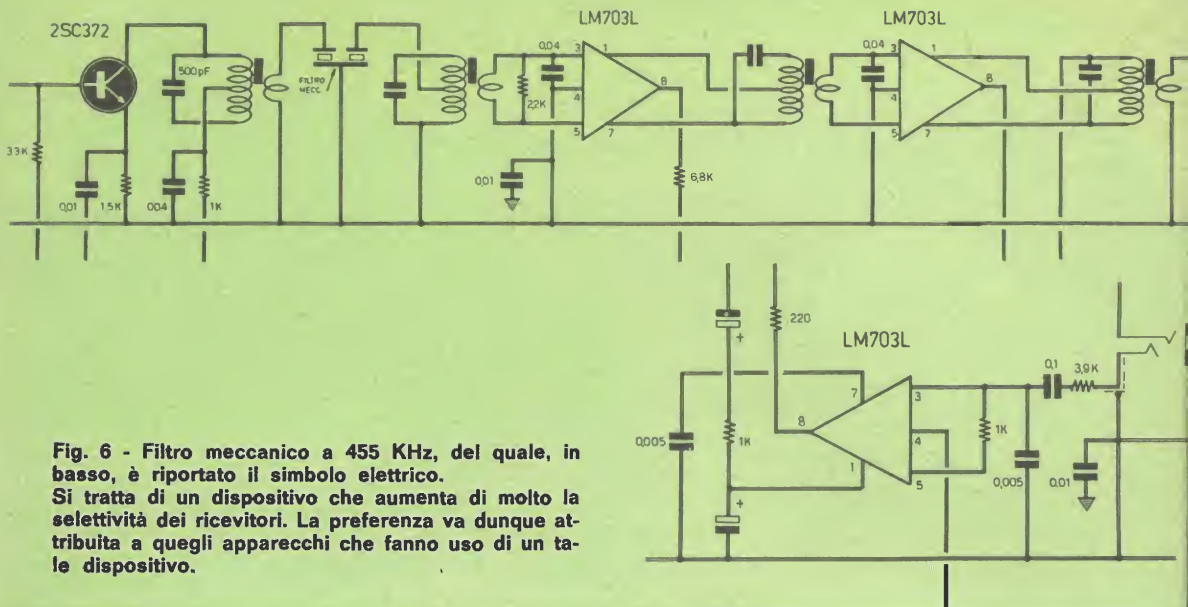 2SC372
LM703L
LM703L
500pF
FILTRO
MECC.
0,04
3
1
4
8
5
7
2,2K
0,04
3
1
4
8
5
7
33K
0,01
1.5K
0,04
1K
0,01
6,8K
220
LM703L
+
0,1
3,9K
7
3
8
4
1
5
0,005
1K
1K
0,005
0,01
+
Fig. 6 - Filtro meccanico a 455 KHz, del quale, in
basso, è riportato il simbolo elettrico.
Si tratta di un dispositivo che aumenta di molto la
selettività dei ricevitori. La preferenza va dunque at-
tribuita a quegli apparecchi che fanno uso di un ta-
le dispositivo.